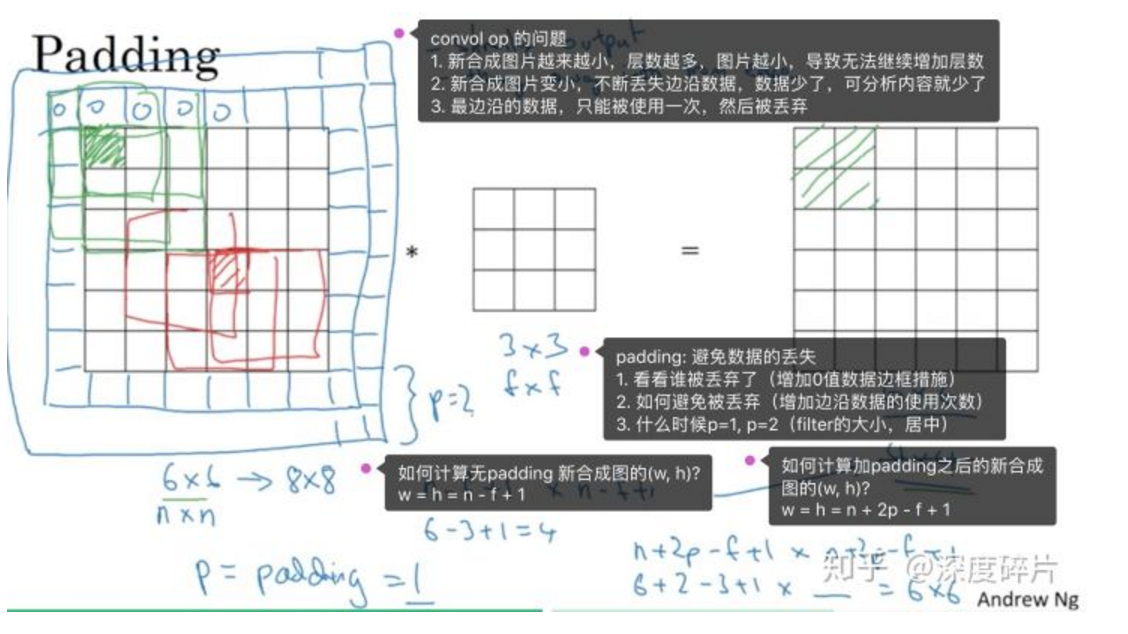 Padding
convol op 的问题
1. 新合成图片越来越小，层数越多，图片越小，导致无法继续增加层数
2. 新合成图片变小，不断丢失边沿数据，数据少了，可分析内容就少了
3. 最边沿的数据，只能被使用一次，然后被丢弃
0 0 0 0 0
*
=
3×3
f×f
padding: 避免数据的丢失
1. 看看谁被丢弃了（增加0值数据边框措施）
2. 如何避免被丢弃（增加边沿数据的使用次数）
3. 什么时候p=1, p=2（filter的大小，居中）
p=2
6×6 → 8×8
n×n
如何计算无padding 新合成图的(w, h)?
w = h = n - f + 1
6-3+1=4
如何计算加padding之后的新合成
图的(w, h)?
w = h = n + 2p - f + 1
n+2p-f+1 × n+2p-f+1
6+2-3+1 × __ = 6×6
p = padding = 1
知乎 @深度碎片
Andrew Ng